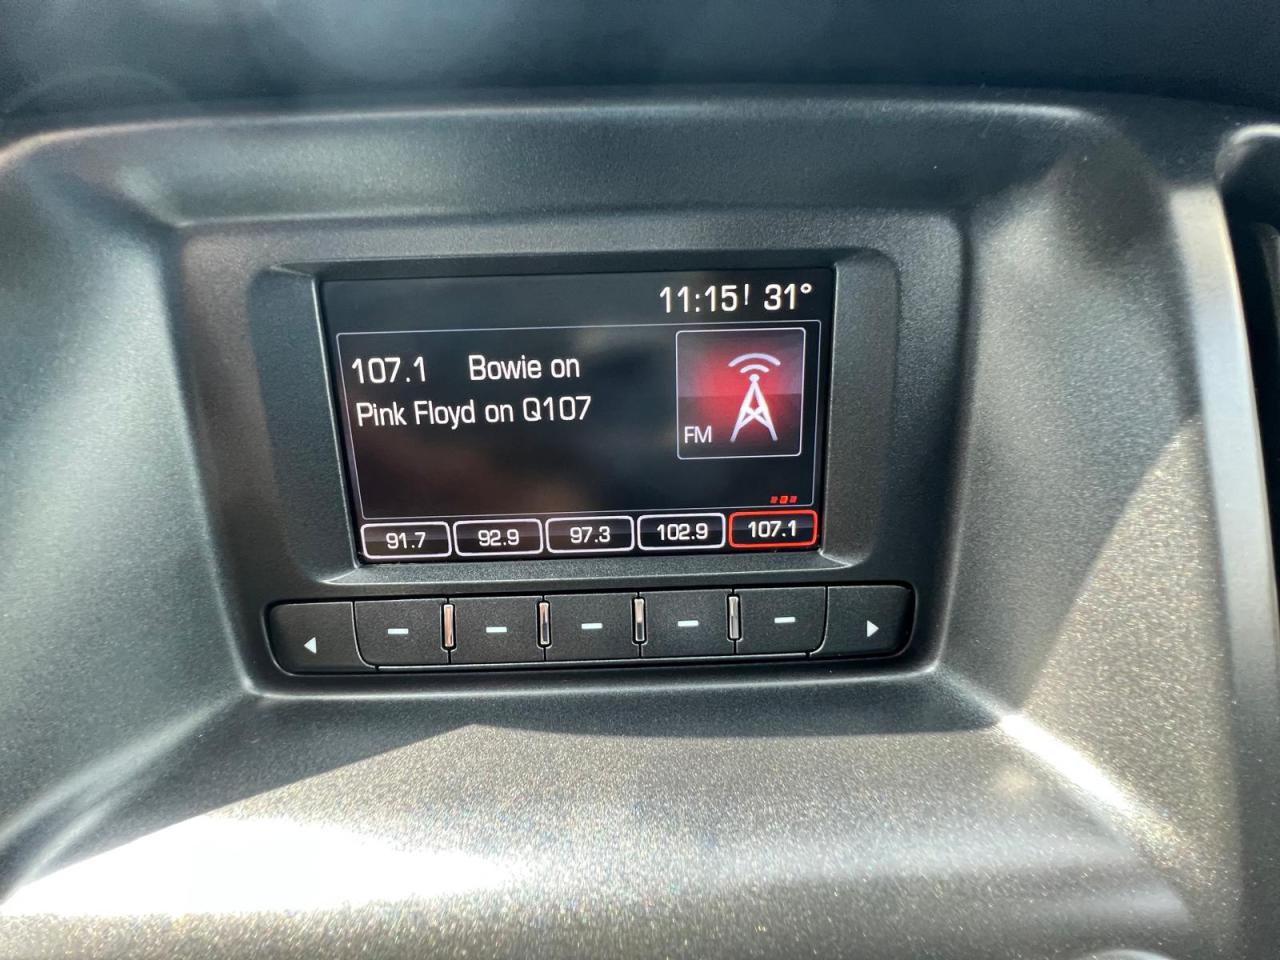 11:15! 31°
107.1 Bowie on
Pink Floyd on Q107
FM
91.7 92.9 97.3 102.9 107.1